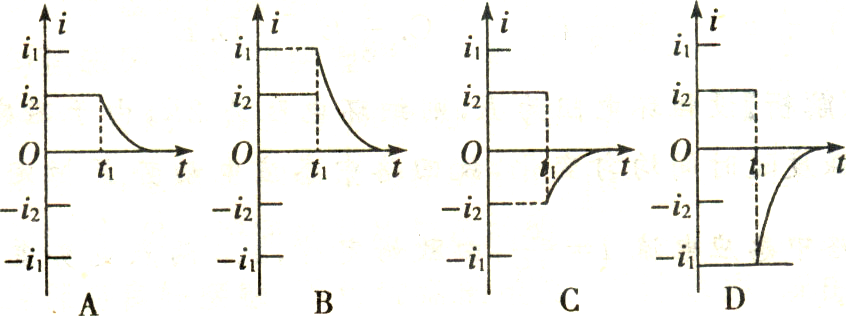 i
i₁
i₂
O
t₁
t
-i₂
-i₁
A
i
i₁
i₂
O
t₁
t
-i₂
-i₁
B
i
i₁
i₂
O
t₁
t
-i₂
-i₁
C
i
i₁
i₂
O
t₁
t
-i₂
-i₁
D